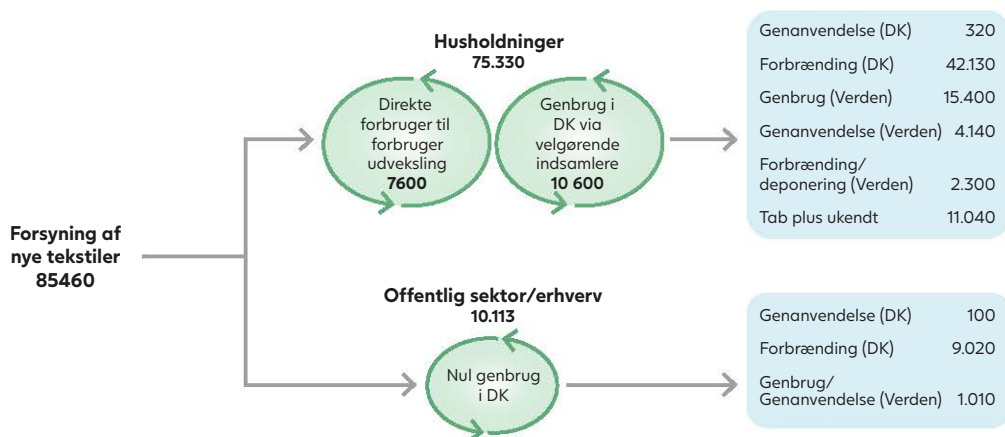 Forsyning af
nye tekstiler
85460
Husholdninger
75.330
Direkte
forbruger til
forbruger
udveksling
7600
Genbrug i
DK via
velgørende
indsamlere
10 600
Genanvendelse (DK) 320
Forbrænding (DK) 42.130
Genbrug (Verden) 15.400
Genanvendelse (Verden) 4.140
Forbrænding/
deponering (Verden) 2.300
Tab plus ukendt 11.040
Offentlig sektor/erhverv
10.113
Nul genbrug
i DK
Genanvendelse (DK) 100
Forbrænding (DK) 9.020
Genbrug/
Genanvendelse (Verden) 1.010